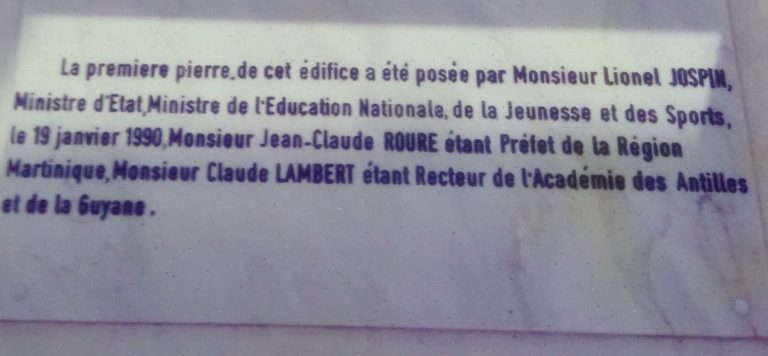 La premiere pierre, de cet édifice a été posée par Monsieur Lionel JOSPIN,
Ministre d'Etat,Ministre de l'Education Nationale, de la Jeunesse et des Sports,
le 19 janvier 1990,Monsieur Jean-Claude ROURE étant Préfet de la Région
Martinique,Monsieur Claude LAMBERT étant Recteur de l'Académie des Antilles
et de la Guyane.